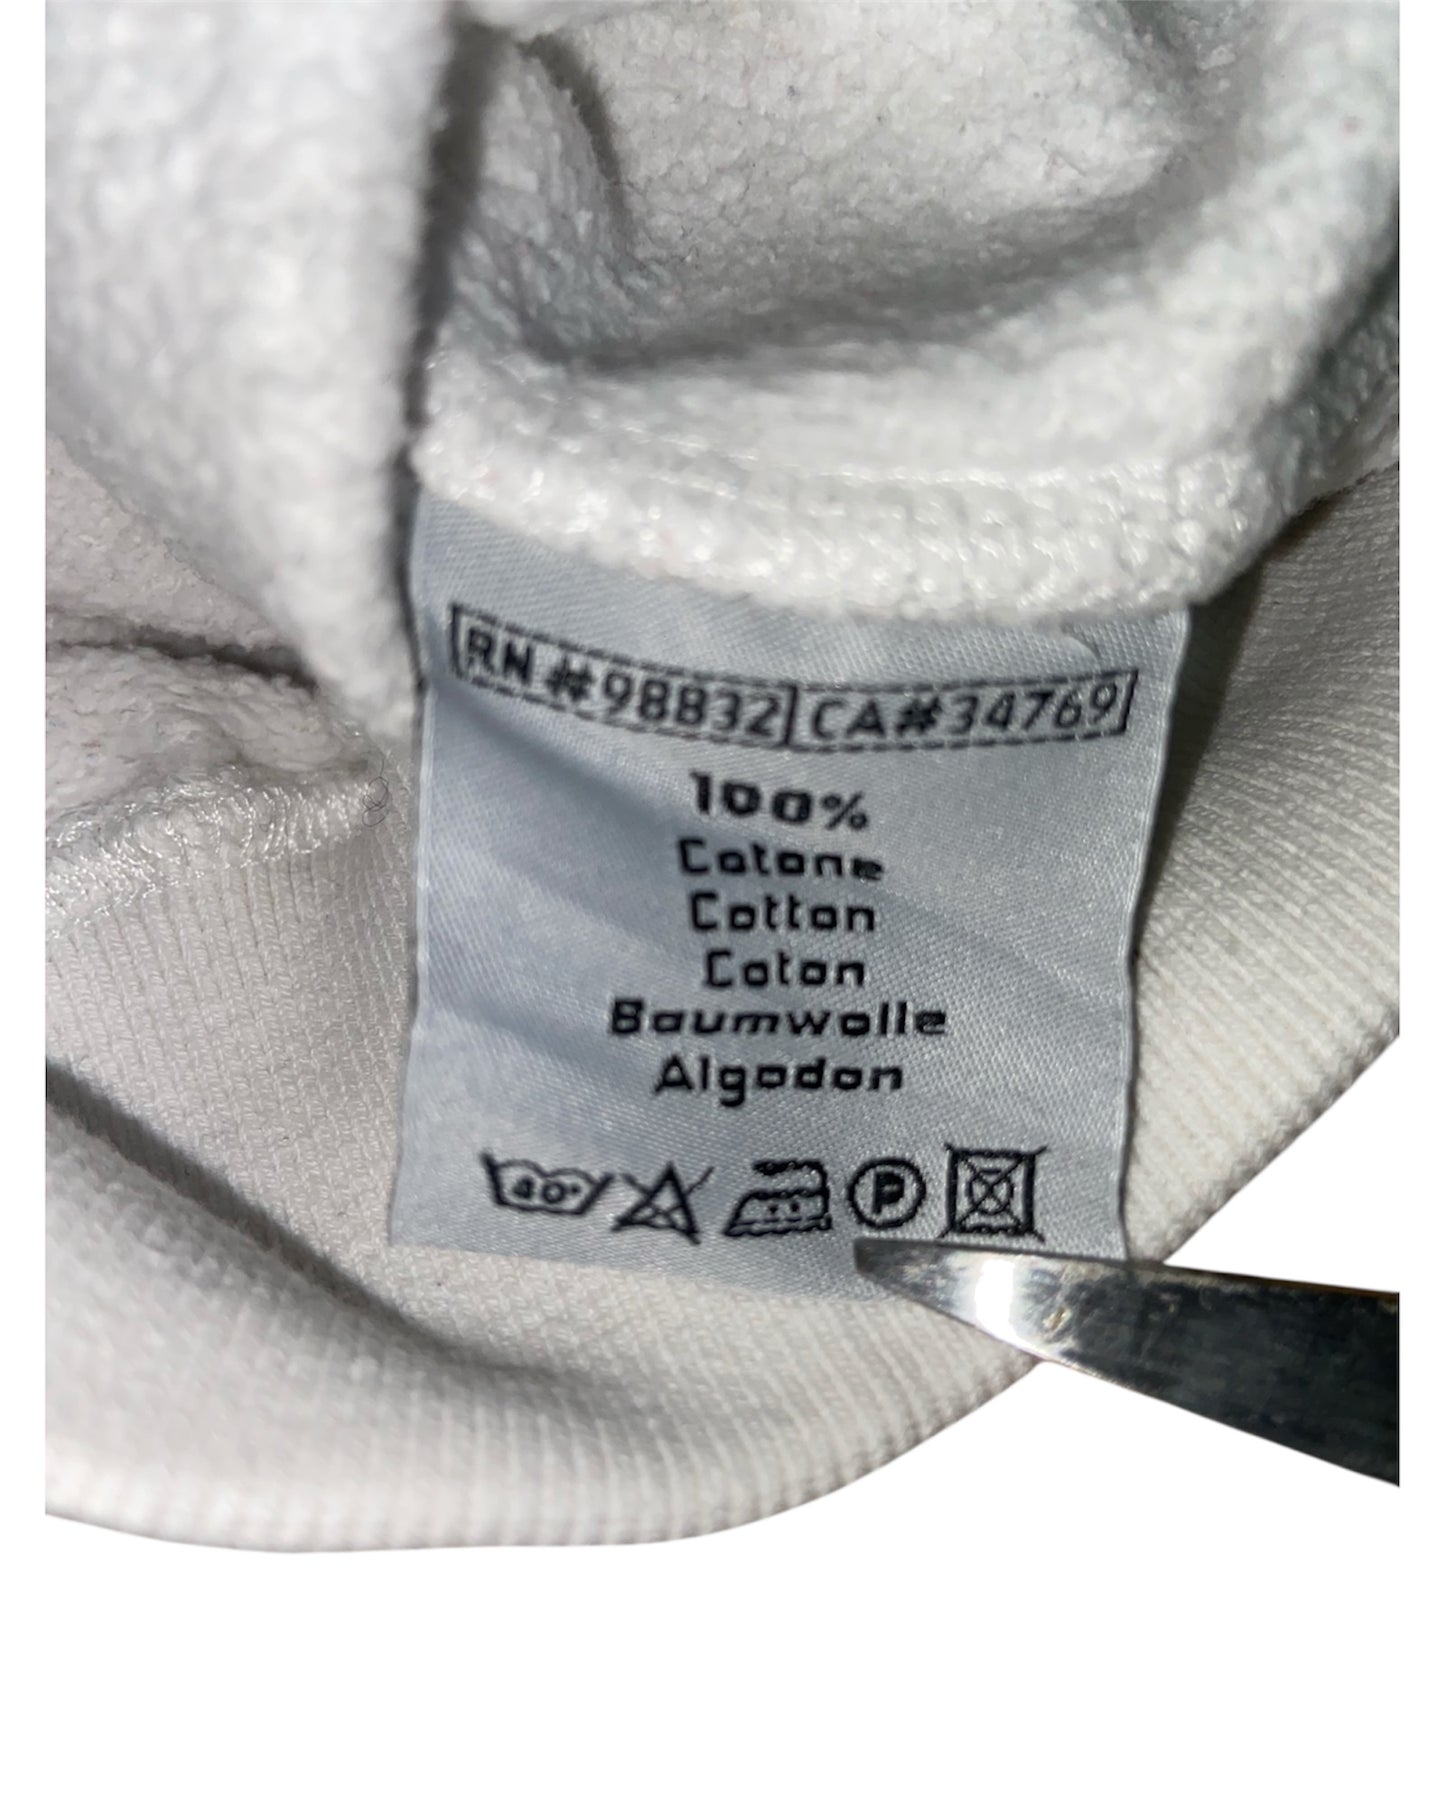 RN #98832 CA#34769
100%
Cotone
Cotton
Coton
Baumwolle
Algodon
40° P